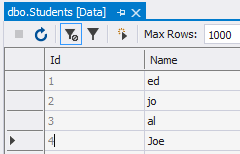 dbo.Students [Data]
Max Rows: 1000
Id Name
1 ed
2 jo
3 al
4 Joe